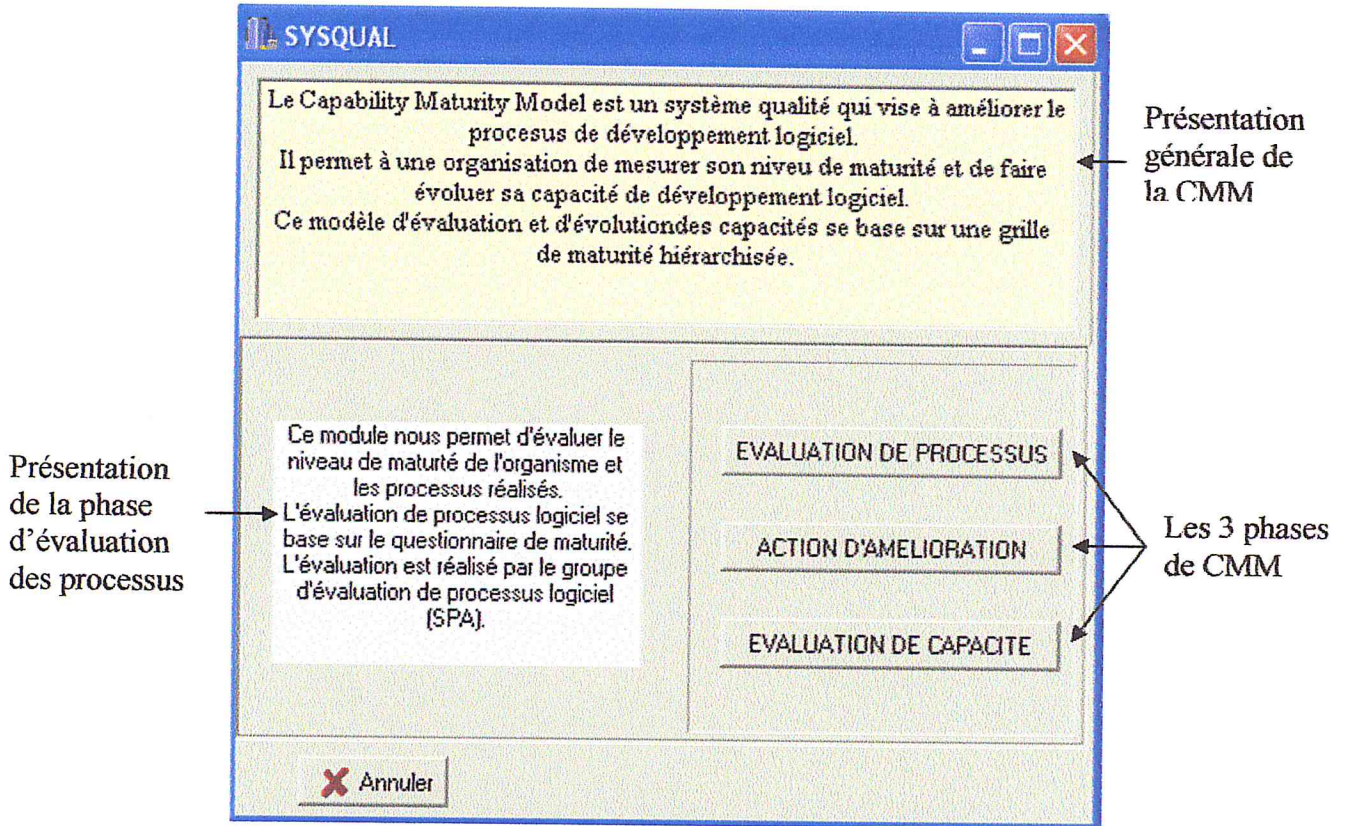 SYSQUAL
Le Capability Maturity Model est un système qualité qui vise à améliorer le
procesus de développement logiciel.
Il permet à une organisation de mesurer son niveu de maturité et de faire
évoluer sa capacité de développement logiciel.
Ce modèle d'évaluation et d'évolutiondes capacités se base sur une grille
de maturité hiérarchisée.
Présentation
générale de
la CMM
Présentation
de la phase
d'évaluation
des processus
Ce module nous permet d'évaluer le
niveau de maturté de l'organisme et
les processus réalisés.
L'évaluation de processus logiciel se
base sur le questionnaire de maturité.
L'évaluation est réalisé par le groupe
d'évaluation de processus logiciel
(SPA).
EVALUATION DE PROCESSUS
ACTION D'AMELIORATION
EVALUATION DE CAPACITE
Les 3 phases
de CMM
Annuler